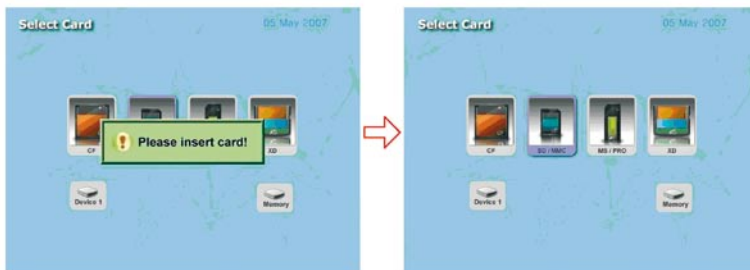 Select Card
05 May 2007
CF
XD
Please insert card!
Device 1
Memory
Select Card
05 May 2007
CF
SD / MMC
MS / PRO
XD
Device 1
Memory